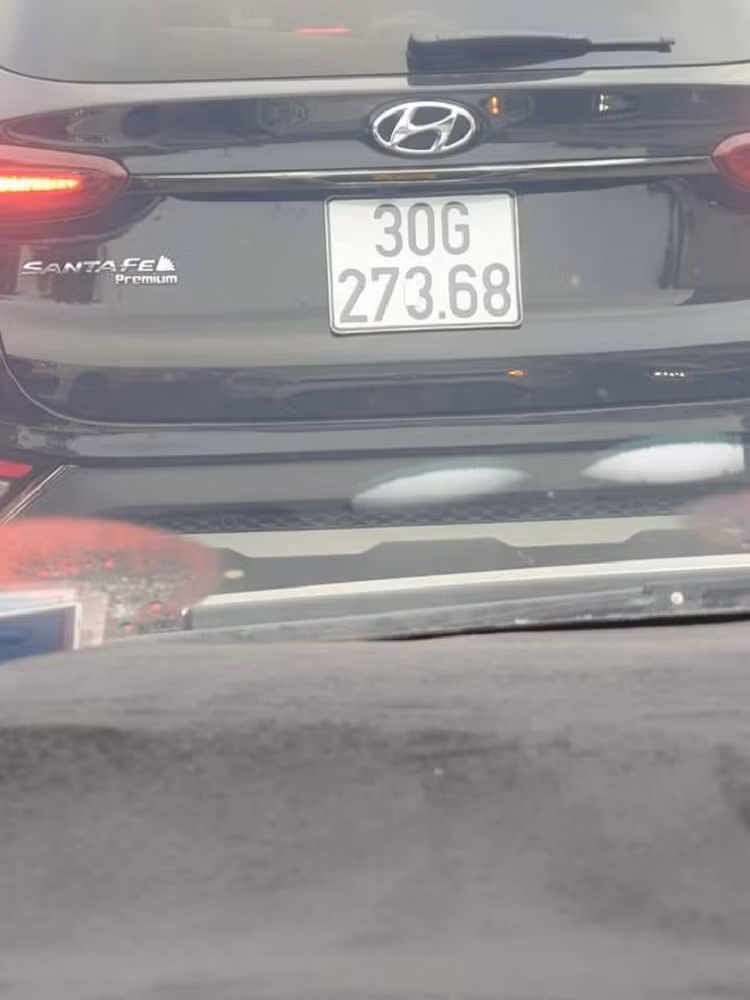 30G
273.68
SANTA FE
Premium